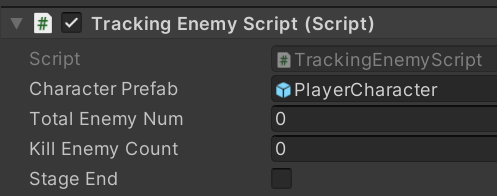 Tracking Enemy Script (Script)
Script TrackingEnemyScript
Character Prefab PlayerCharacter
Total Enemy Num 0
Kill Enemy Count 0
Stage End